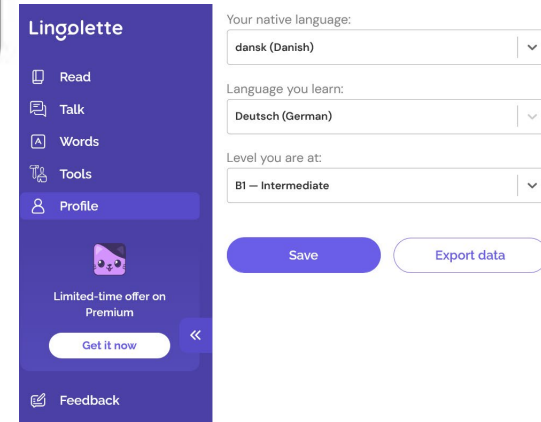 Lingolette
Read
Talk
Words
Tools
Profile
Limited-time offer on
Premium
Get it now
Feedback
Your native language:
dansk (Danish)
Language you learn:
Deutsch (German)
Level you are at:
B1 — Intermediate
Save
Export data